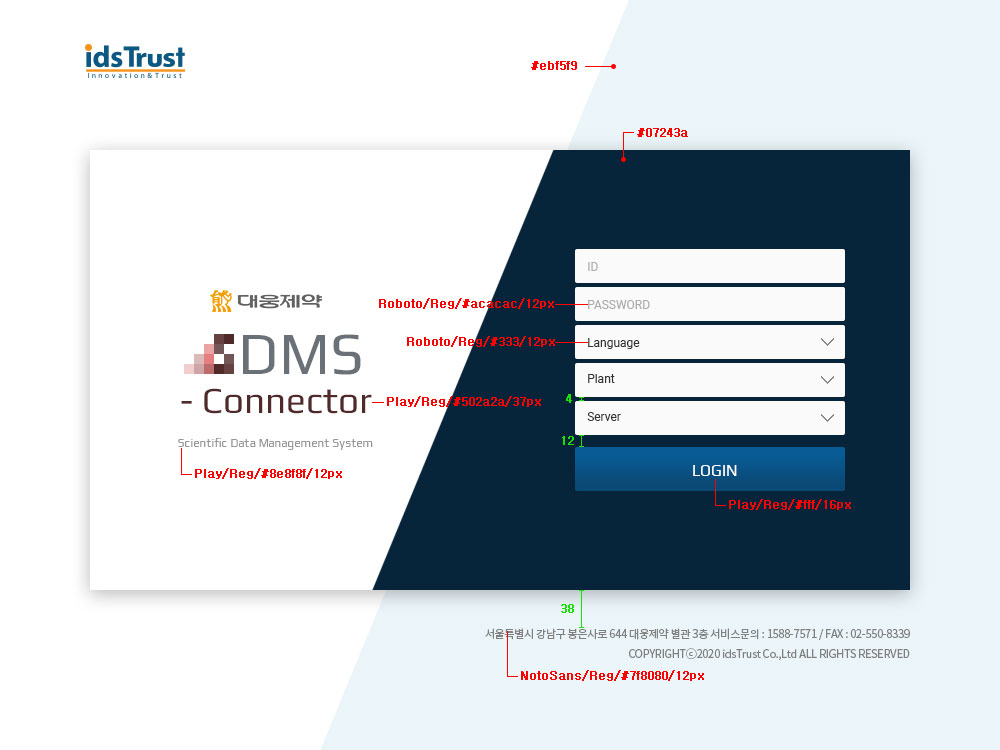 idsTrust
Innovation&Trust
#ebf5f9
#07243a
ID
대웅제약
Roboto/Reg/#acacac/12px
PASSWORD
SDMS
Roboto/Reg/#333/12px
Language
Plant
- Connector
Play/Reg/#502a2a/37px
4
Server
12
Scientific Data Management System
Play/Reg/#8e8f8f/12px
LOGIN
Play/Reg/#fff/16px
38
서울특별시 강남구 봉은사로 644 대웅제약 별관 3층 서비스문의 : 1588-7571 / FAX : 02-550-8339
COPYRIGHTⓒ2020 idsTrust Co.,Ltd ALL RIGHTS RESERVED
NotoSans/Reg/#7f8080/12px